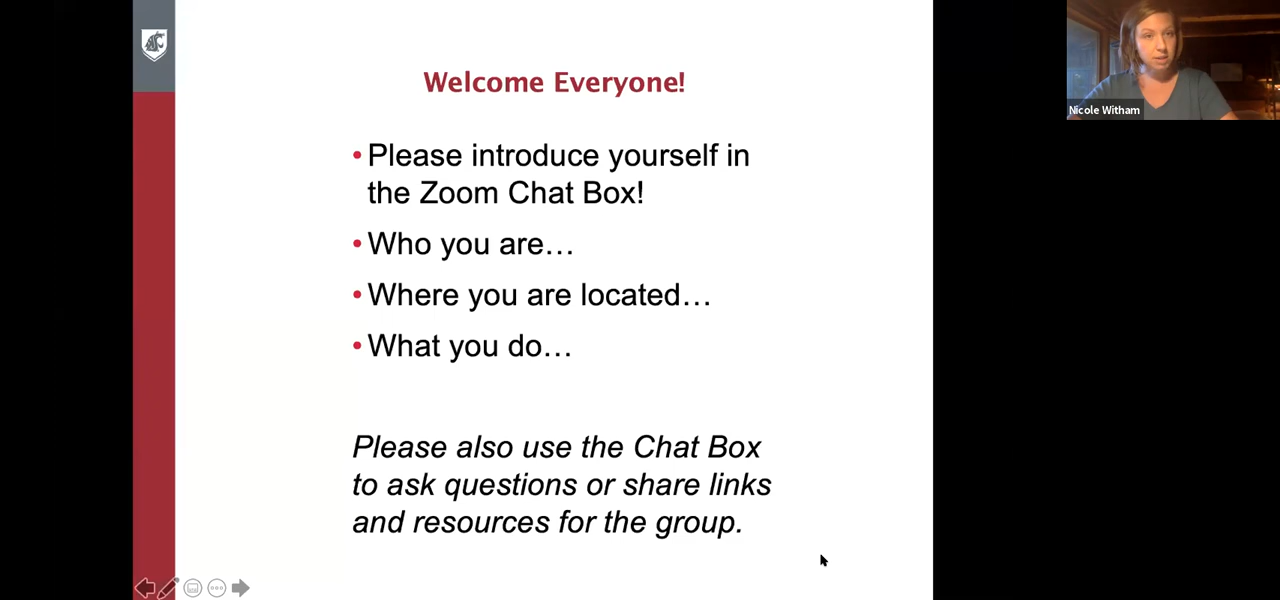 Welcome Everyone!
•Please introduce yourself in
the Zoom Chat Box!
•Who you are…
•Where you are located…
•What you do…
Please also use the Chat Box
to ask questions or share links
and resources for the group.
Nicole Witham